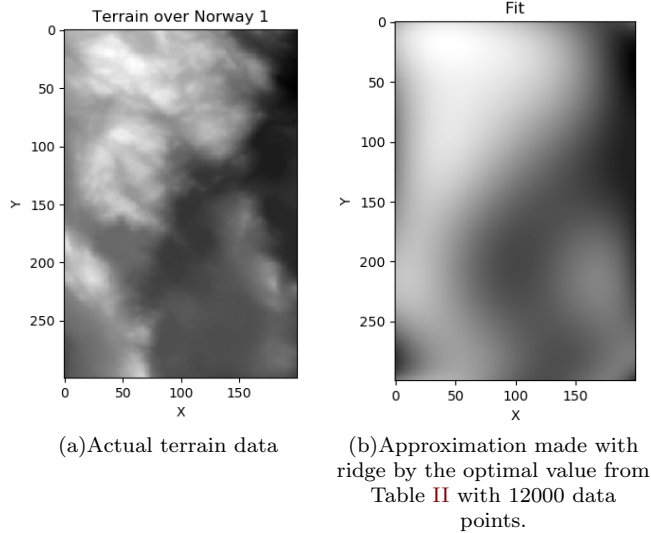 Terrain over Norway 1
0
50
100
150
200
250
Y
0 50 100 150
X
(a)Actual terrain data
Fit
0
50
100
150
200
250
Y
0 50 100 150
X
(b)Approximation made with
ridge by the optimal value from
Table II with 12000 data
points.